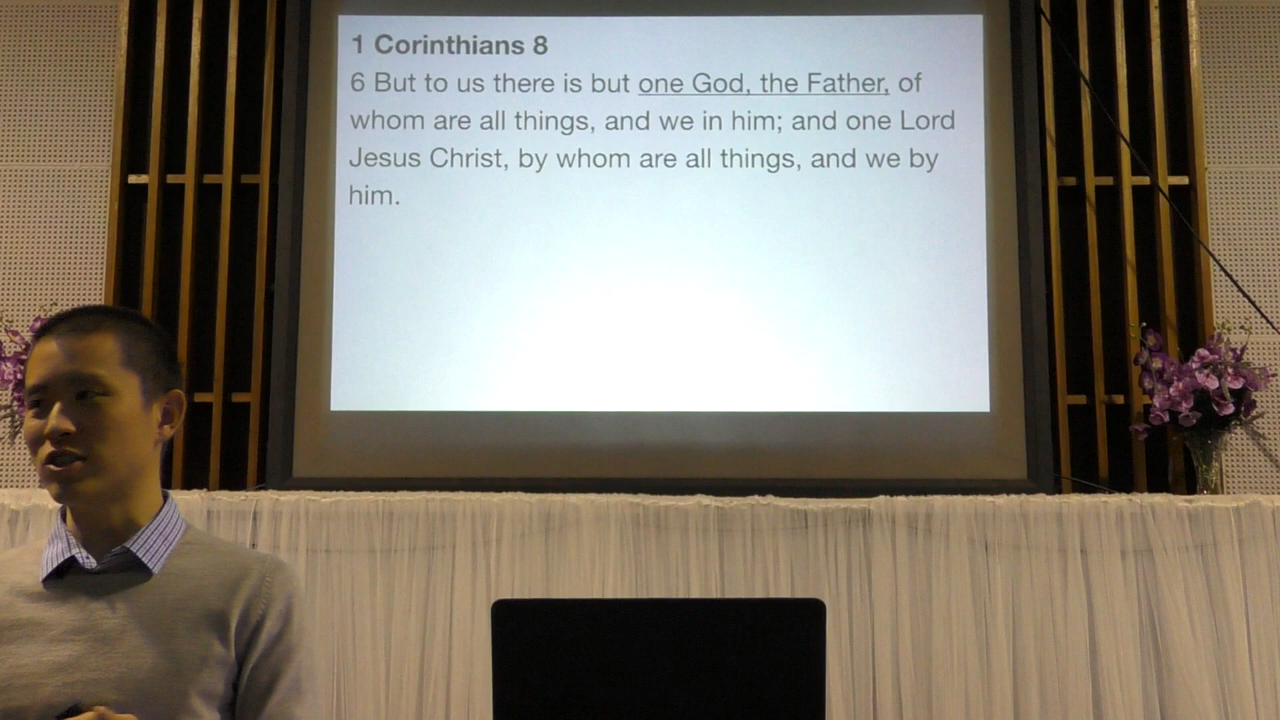 1 Corinthians 8
6 But to us there is but one God, the Father, of
whom are all things, and we in him; and one Lord
Jesus Christ, by whom are all things, and we by
him.